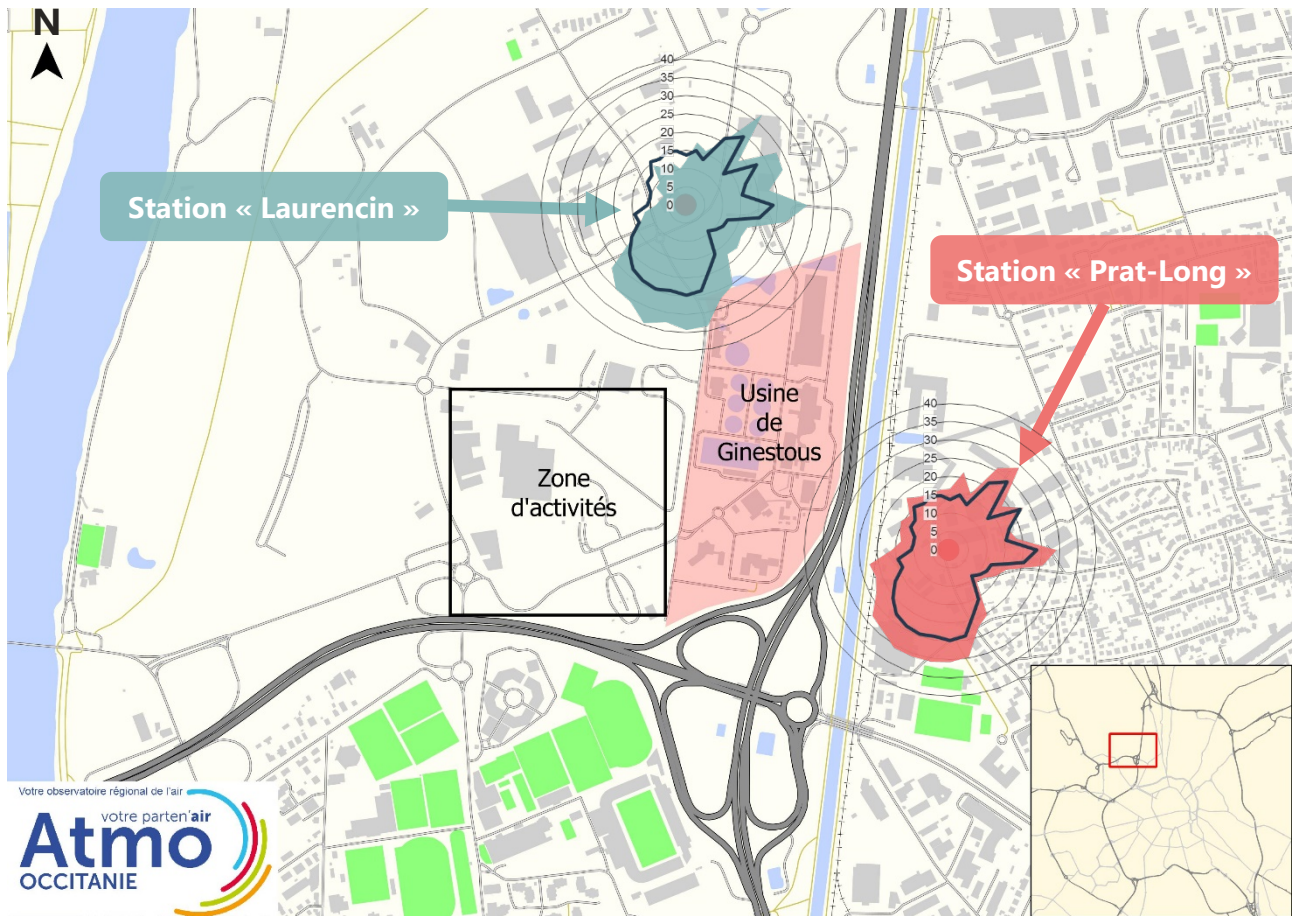 N
40
35
30
25
20
15
10
5
0
Station « Laurencin »
Station « Prat-Long »
40
35
30
25
20
15
10
5
0
Usine
de
Ginestous
Zone
d'activités
Votre observatoire régional de l'air
votre parten'air
Atmo
OCCITANIE